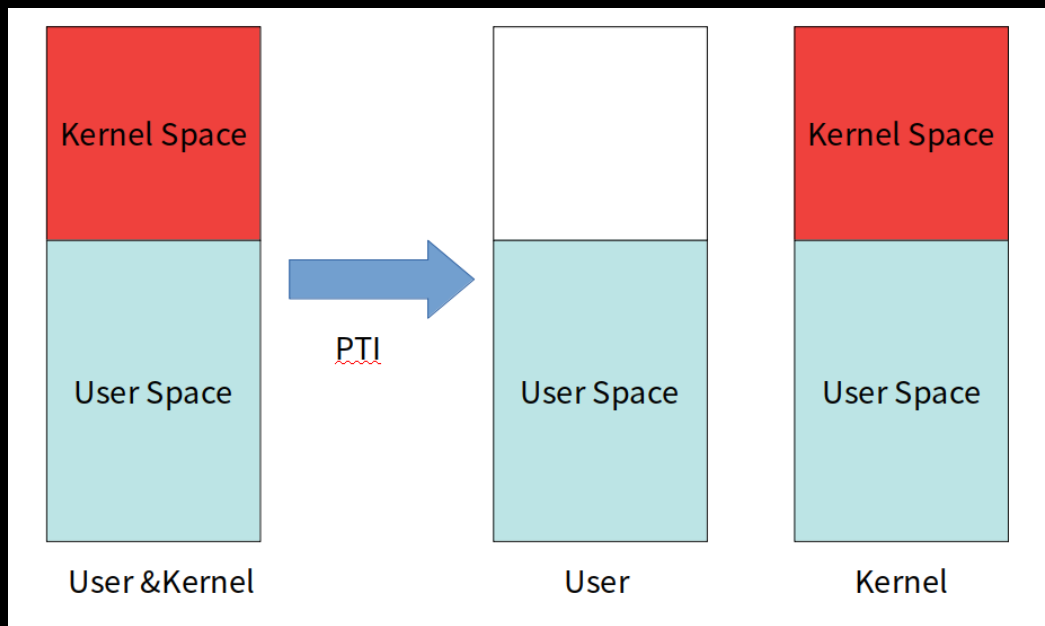 Kernel Space
Kernel Space
PTI
User Space
User Space
User Space
User &Kernel
User
Kernel